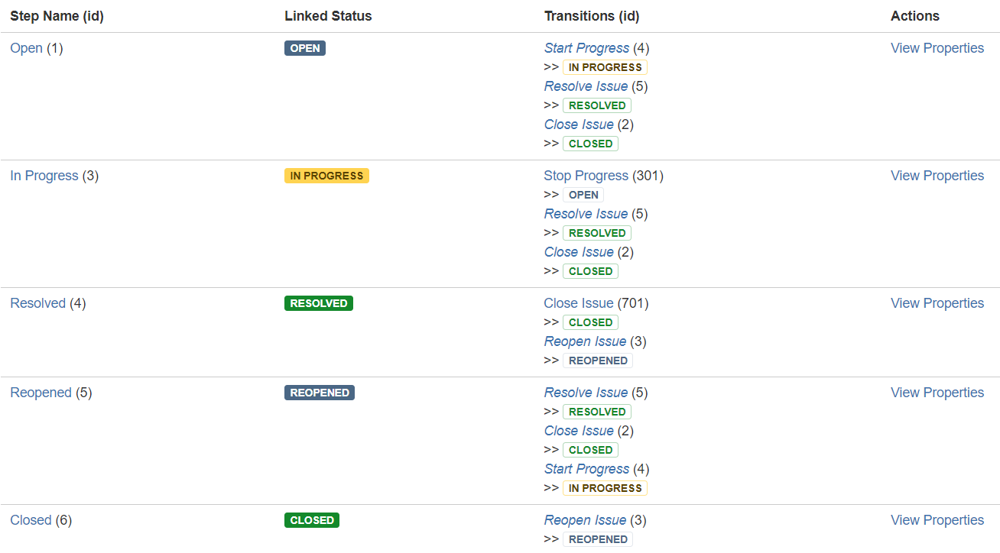 Step Name (id) Linked Status Transitions (id) Actions
Open (1) OPEN Start Progress (4) View Properties
>> IN PROGRESS
Resolve Issue (5)
>> RESOLVED
Close Issue (2)
>> CLOSED
In Progress (3) IN PROGRESS Stop Progress (301) View Properties
>> OPEN
Resolve Issue (5)
>> RESOLVED
Close Issue (2)
>> CLOSED
Resolved (4) RESOLVED Close Issue (701) View Properties
>> CLOSED
Reopen Issue (3)
>> REOPENED
Reopened (5) REOPENED Resolve Issue (5) View Properties
>> RESOLVED
Close Issue (2)
>> CLOSED
Start Progress (4)
>> IN PROGRESS
Closed (6) CLOSED Reopen Issue (3) View Properties
>> REOPENED